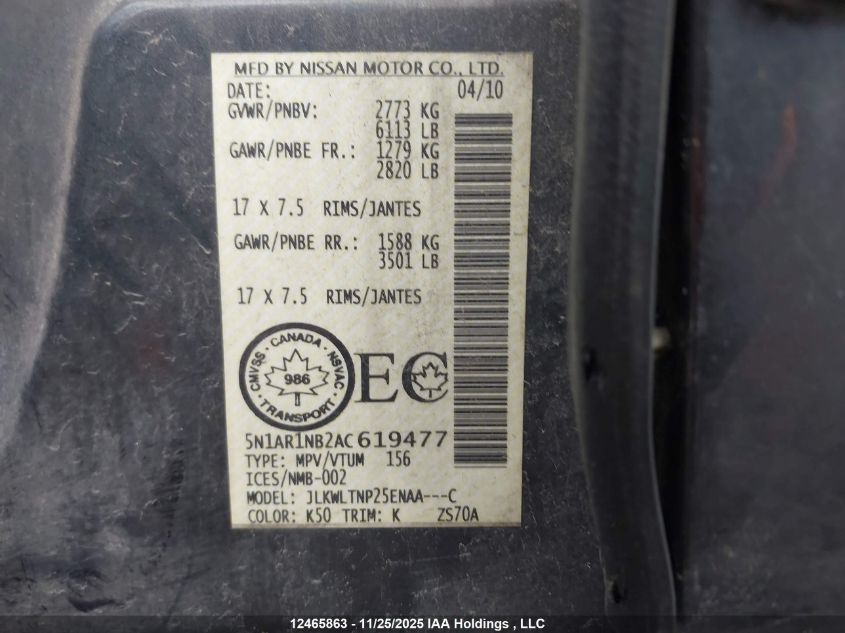 MFD BY NISSAN MOTOR CO., LTD.
DATE: 04/10
GVWR/PNBV: 2773 KG
6113 LB
GAWR/PNBE FR.: 1279 KG
2820 LB
17 X 7.5 RIMS/JANTES
GAWR/PNBE RR.: 1588 KG
3501 LB
17 X 7.5 RIMS/JANTES
CMVSS · CANADA · NSVAC
986
· TRANSPORT ·
EC
5N1AR1NB2AC619477
TYPE: MPV/VTUM 156
ICES/NMB-002
MODEL: JLKWLTNP25ENAA---C
COLOR: K50 TRIM: K ZS70A
12465863 - 11/25/2025 IAA Holdings , LLC